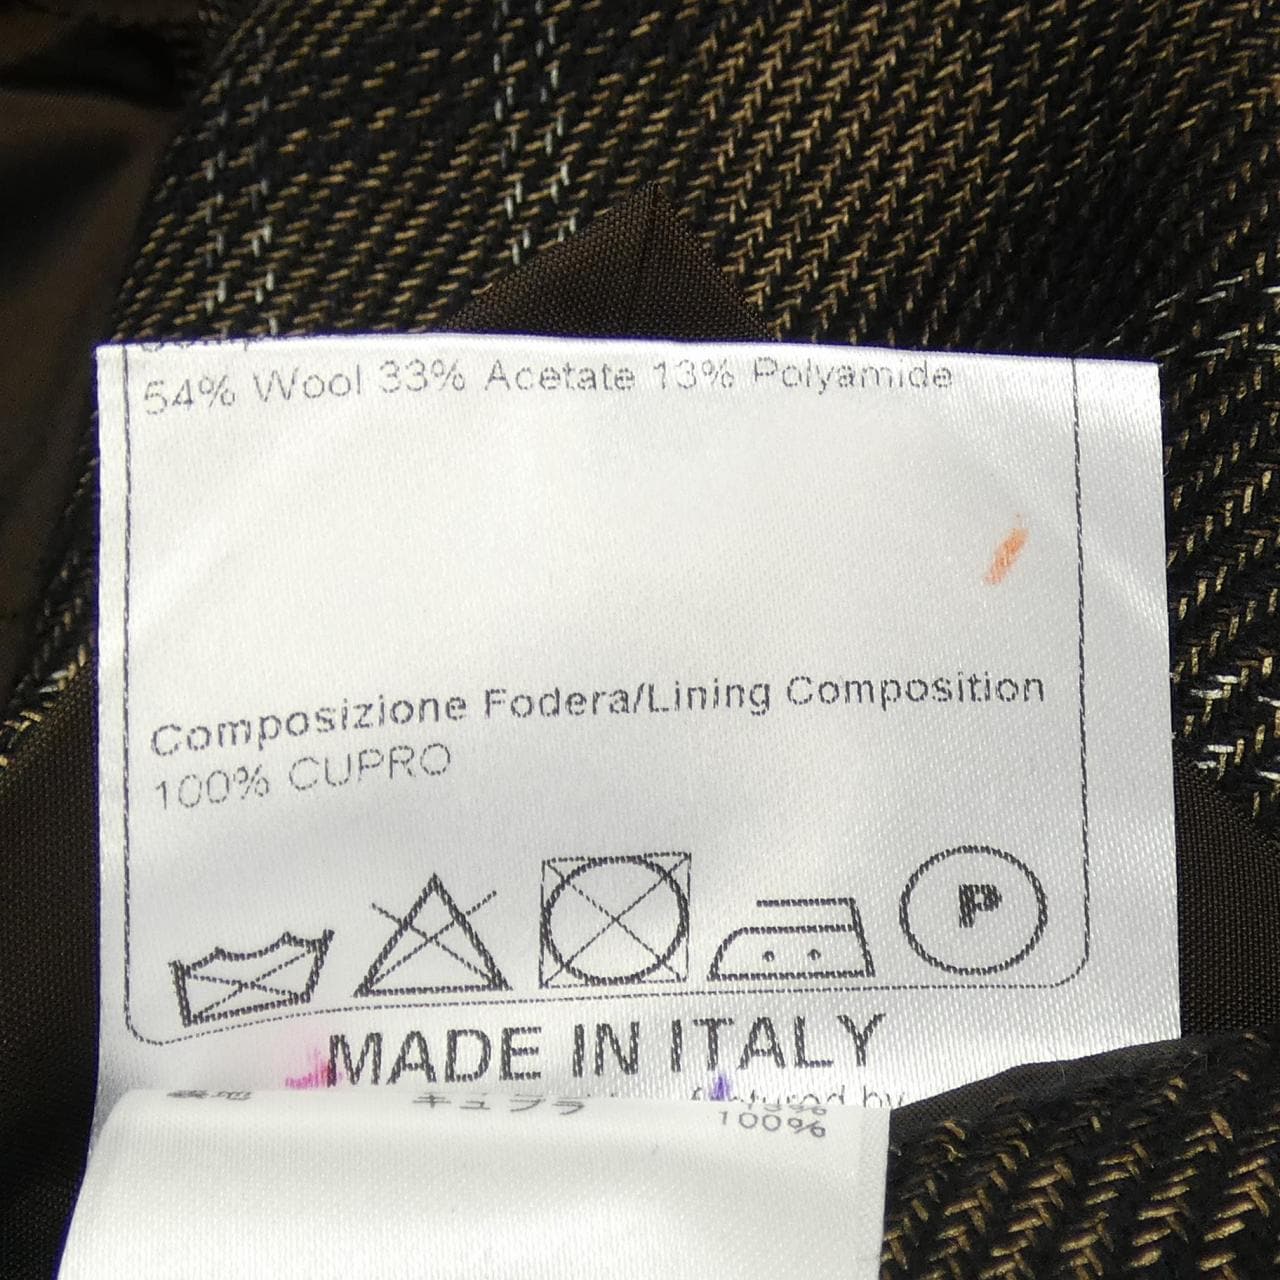 54% Wool 33% Acetate 13% Polyamide
Composizione Fodera/Lining Composition
100% CUPRO
P
MADE IN ITALY
by
キュプラ 100%